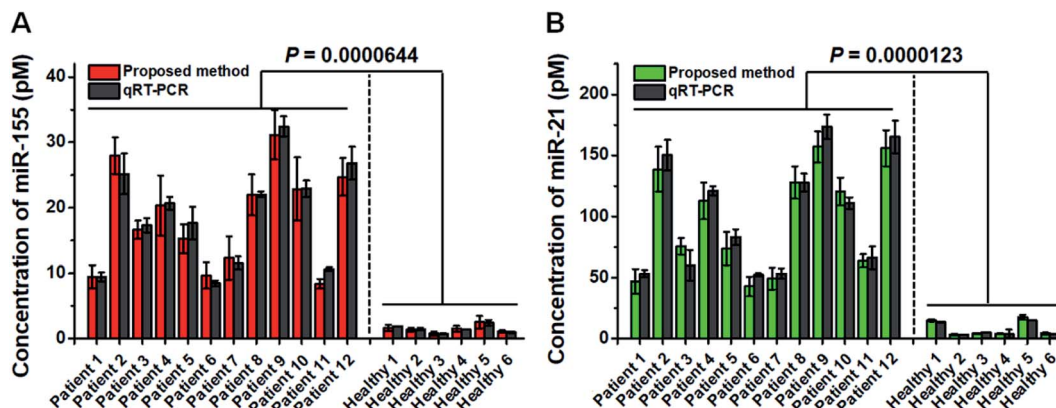 A
P = 0.0000644
Concentration of miR-155 (pM)
40
30
20
10
0
Proposed method
qRT-PCR
Patient 1
Patient 2
Patient 3
Patient 4
Patient 5
Patient 6
Patient 7
Patient 8
Patient 9
Patient 10
Patient 11
Patient 12
Healthy 1
Healthy 2
Healthy 3
Healthy 4
Healthy 5
Healthy 6
B
P = 0.0000123
Concentration of miR-21 (pM)
200
150
100
50
0
Proposed method
qRT-PCR
Patient 1
Patient 2
Patient 3
Patient 4
Patient 5
Patient 6
Patient 7
Patient 8
Patient 9
Patient 10
Patient 11
Patient 12
Healthy 1
Healthy 2
Healthy 3
Healthy 4
Healthy 5
Healthy 6